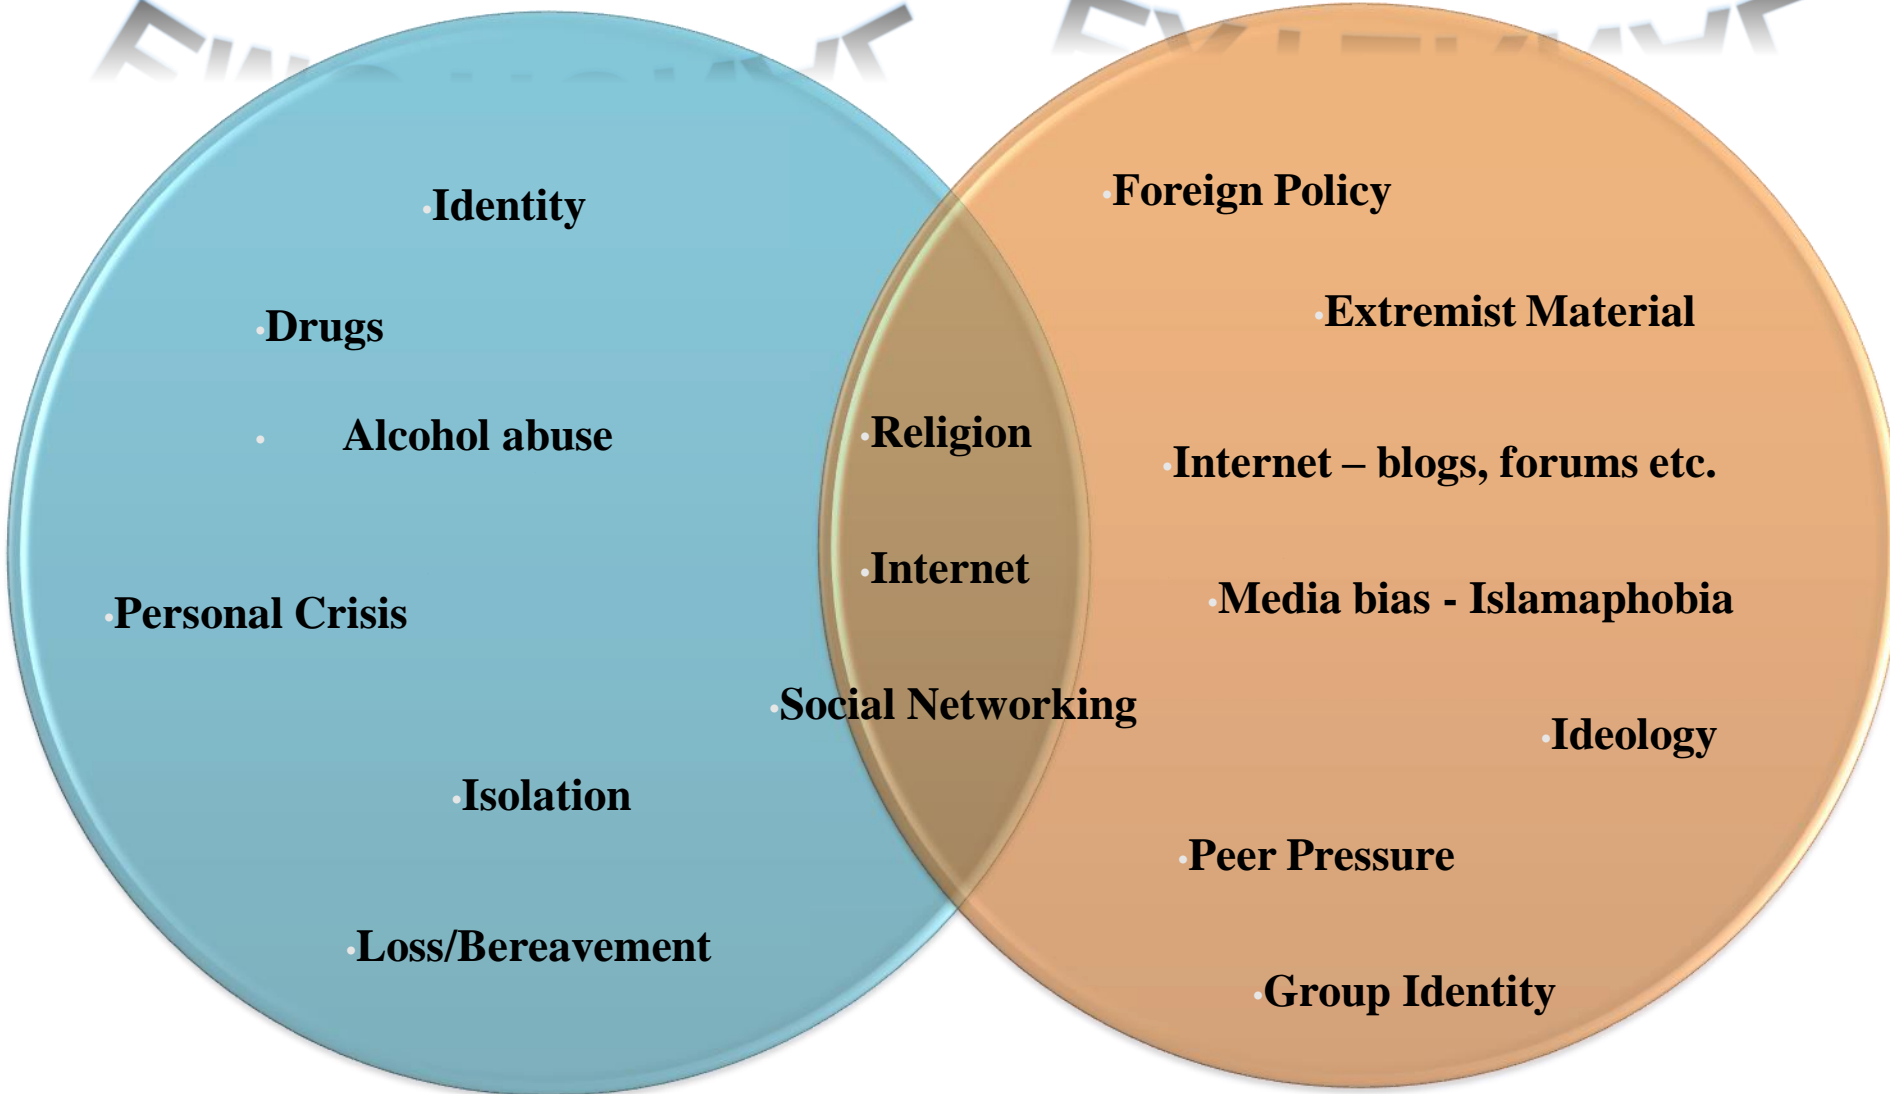 •Identity
•Drugs
• Alcohol abuse
•Personal Crisis
•Isolation
•Loss/Bereavement
•Religion
•Internet
•Social Networking
•Foreign Policy
•Extremist Material
•Internet – blogs, forums etc.
•Media bias - Islamaphobia
•Ideology
•Peer Pressure
•Group Identity